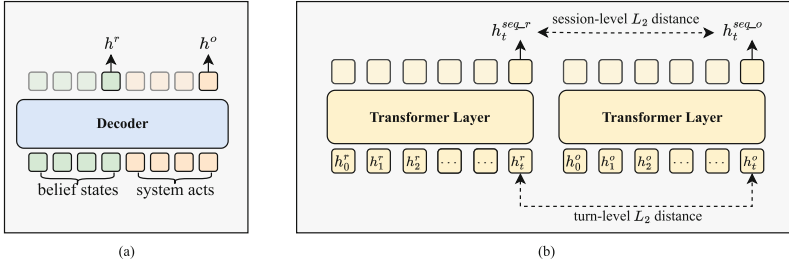 h^r h^o
Decoder
belief states system acts
(a)
h_t^{seq_r} session-level L_2 distance h_t^{seq_o}
Transformer Layer Transformer Layer
h_0^r h_1^r h_2^r ... ... h_t^r h_0^o h_1^o h_2^o ... ... h_t^o
turn-level L_2 distance
(b)